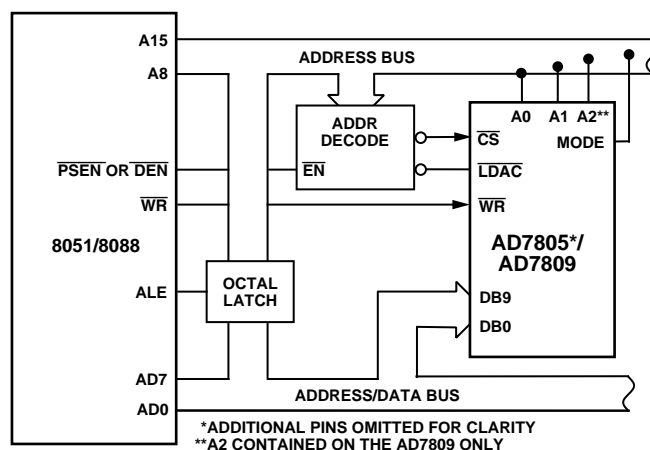 A15
A8
PSEN OR DEN
WR
8051/8088
ALE
AD7
AD0
ADDRESS BUS
ADDR
DECODE
EN
OCTAL
LATCH
A0 A1 A2**
MODE
CS
LDAC
WR
AD7805*/
AD7809
DB9
DB0
ADDRESS/DATA BUS
*ADDITIONAL PINS OMITTED FOR CLARITY
**A2 CONTAINED ON THE AD7809 ONLY